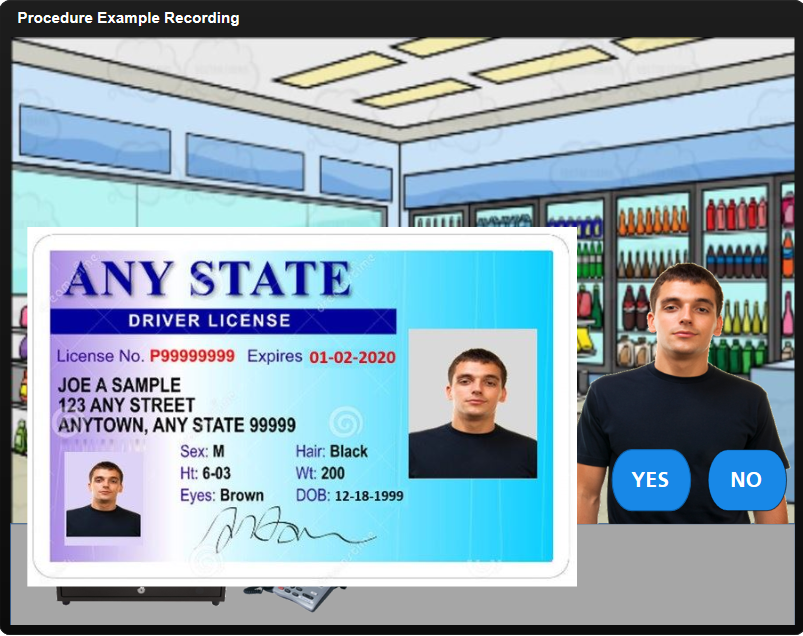 Procedure Example Recording
ANY STATE
DRIVER LICENSE
License No. P99999999 Expires 01-02-2020
JOE A SAMPLE
123 ANY STREET
ANYTOWN, ANY STATE 99999
Sex: M Hair: Black
Ht: 6-03 Wt: 200
Eyes: Brown DOB: 12-18-1999
YES NO